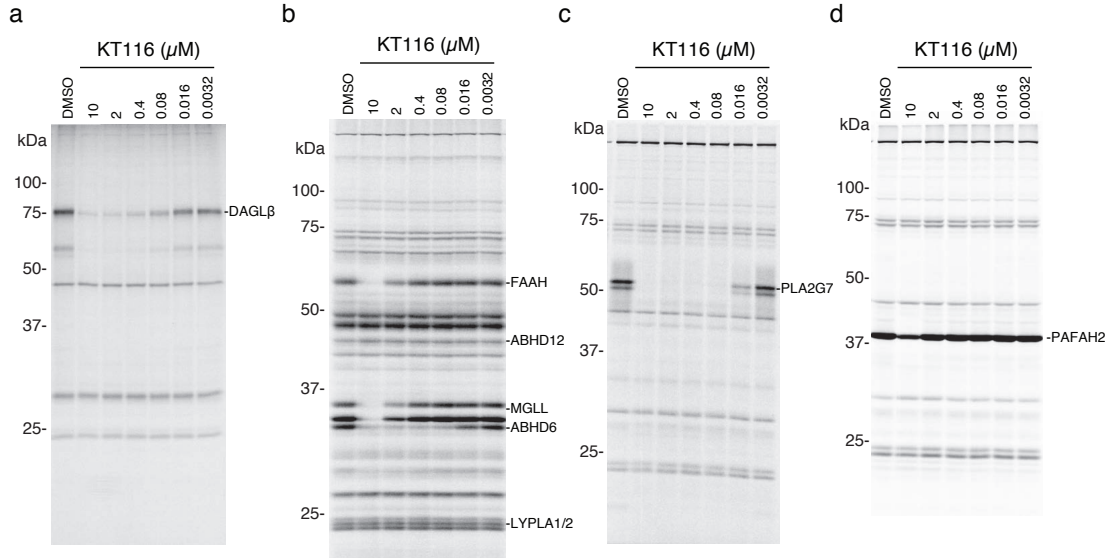 a
KT116 (µM)
DMSO
10
2
0.4
0.08
0.016
0.0032
kDa
100-
75-
50-
37-
25-
-DAGLβ
b
KT116 (µM)
DMSO
10
2
0.4
0.08
0.016
0.0032
kDa
100-
75-
50-
37-
25-
-FAAH
-ABHD12
-MGLL
-ABHD6
-LYPLA1/2
c
KT116 (µM)
DMSO
10
2
0.4
0.08
0.016
0.0032
kDa
100-
75-
50-
37-
25-
-PLA2G7
d
KT116 (µM)
DMSO
10
2
0.4
0.08
0.016
0.0032
kDa
100-
75-
50-
37-
25-
-PAFAH2